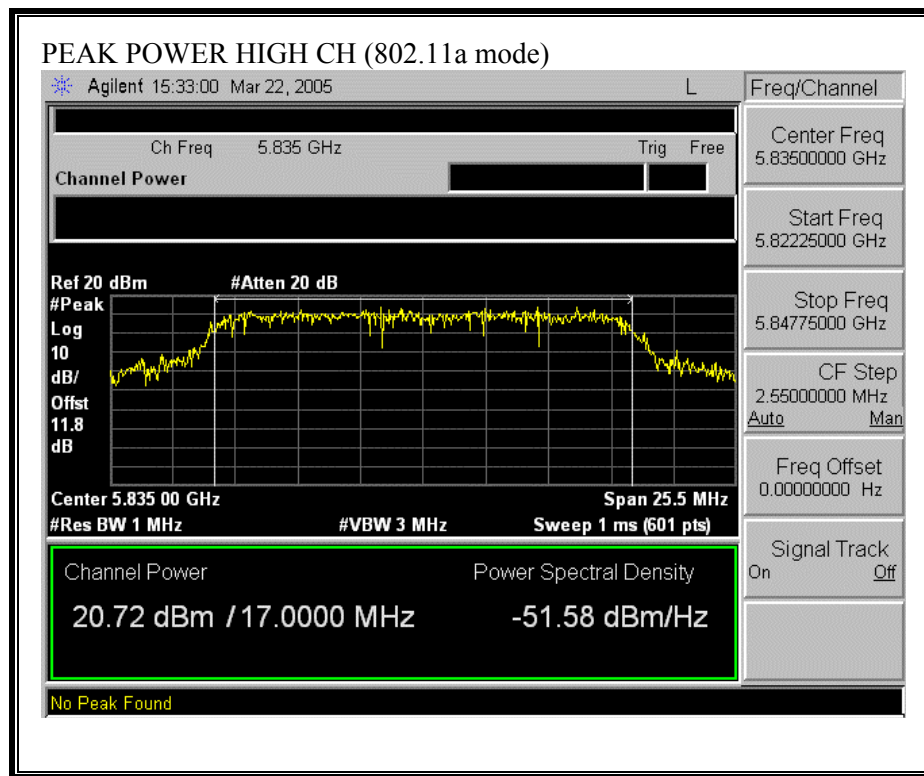 PEAK POWER HIGH CH (802.11a mode)
Agilent 15:33:00 Mar 22, 2005 L
Freq/Channel
Ch Freq 5.835 GHz Trig Free
Channel Power
Center Freq
5.83500000 GHz
Start Freq
5.82225000 GHz
Stop Freq
5.84775000 GHz
CF Step
2.55000000 MHz
Auto Man
Freq Offset
0.00000000 Hz
Signal Track
On Off
Ref 20 dBm #Atten 20 dB
#Peak
Log
10
dB/
Offst
11.8
dB
Center 5.835 00 GHz Span 25.5 MHz
#Res BW 1 MHz #VBW 3 MHz Sweep 1 ms (601 pts)
Channel Power Power Spectral Density
20.72 dBm / 17.0000 MHz -51.58 dBm/Hz
No Peak Found